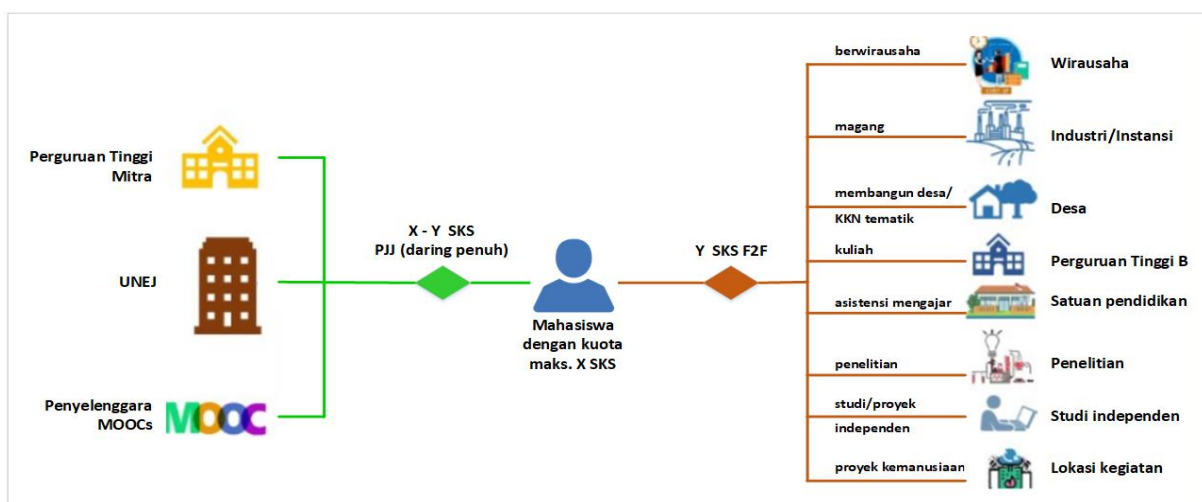 Perguruan Tinggi
Mitra
UNEJ
Penyelenggara
MOOCs
MOOC
X - Y SKS
PJJ (daring penuh)
Mahasiswa
dengan kuota
maks. X SKS
Y SKS F2F
berwirausaha
Wirausaha
magang
Industri/Instansi
membangun desa/
KKN tematik
Desa
kuliah
Perguruan Tinggi B
asistensi mengajar
Satuan pendidikan
penelitian
Penelitian
studi/proyek
independen
Studi independen
proyek kemanusiaan
Lokasi kegiatan